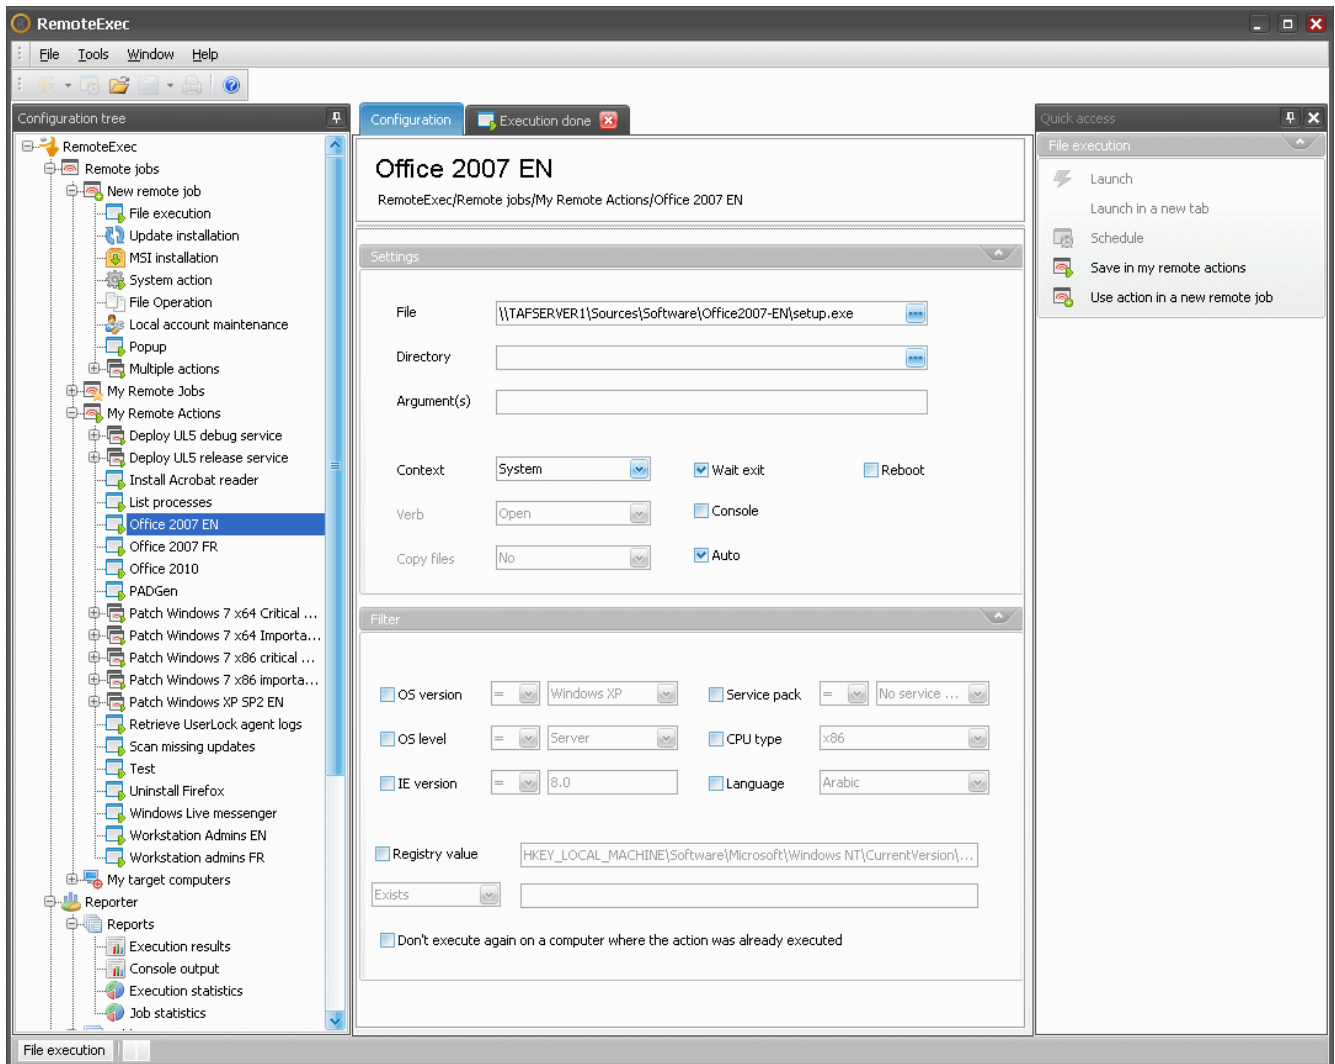 RemoteExec
File Tools Window Help
Configuration tree
RemoteExec
Remote jobs
New remote job
File execution
Update installation
MSI installation
System action
File Operation
Local account maintenance
Popup
Multiple actions
My Remote Jobs
My Remote Actions
Deploy UL5 debug service
Deploy UL5 release service
Install Acrobat reader
List processes
Office 2007 EN
Office 2007 FR
Office 2010
PADGen
Patch Windows 7 x64 Critical ...
Patch Windows 7 x64 Importa...
Patch Windows 7 x86 critical ...
Patch Windows 7 x86 importa...
Patch Windows XP SP2 EN
Retrieve UserLock agent logs
Scan missing updates
Test
Uninstall Firefox
Windows Live messenger
Workstation Admins EN
Workstation admins FR
My target computers
Reporter
Reports
Execution results
Console output
Execution statistics
Job statistics
Configuration
Execution done
Office 2007 EN
RemoteExec/Remote jobs/My Remote Actions/Office 2007 EN
Settings
File \\TAFSERVER1\Sources\Software\Office2007-EN\setup.exe
Directory
Argument(s)
Context System Wait exit Reboot
Verb Open Console
Copy files No Auto
Filter
OS version = Windows XP Service pack = No service ...
OS level = Server CPU type x86
IE version = 8.0 Language Arabic
Registry value HKEY_LOCAL_MACHINE\Software\Microsoft\Windows NT\CurrentVersion\...
Exists
Don't execute again on a computer where the action was already executed
Quick access
File execution
Launch
Launch in a new tab
Schedule
Save in my remote actions
Use action in a new remote job
File execution